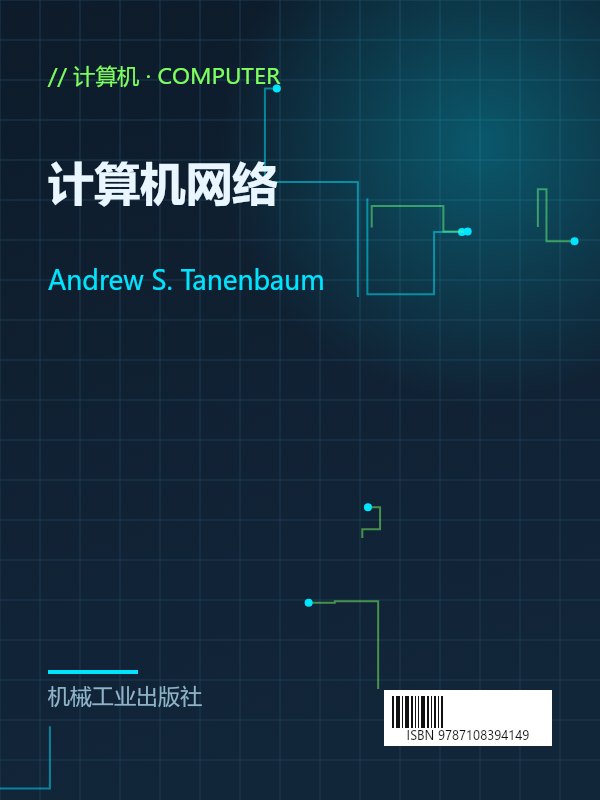 // 计算机 · COMPUTER
计算机网络
Andrew S. Tanenbaum
机械工业出版社
ISBN 9787108394149